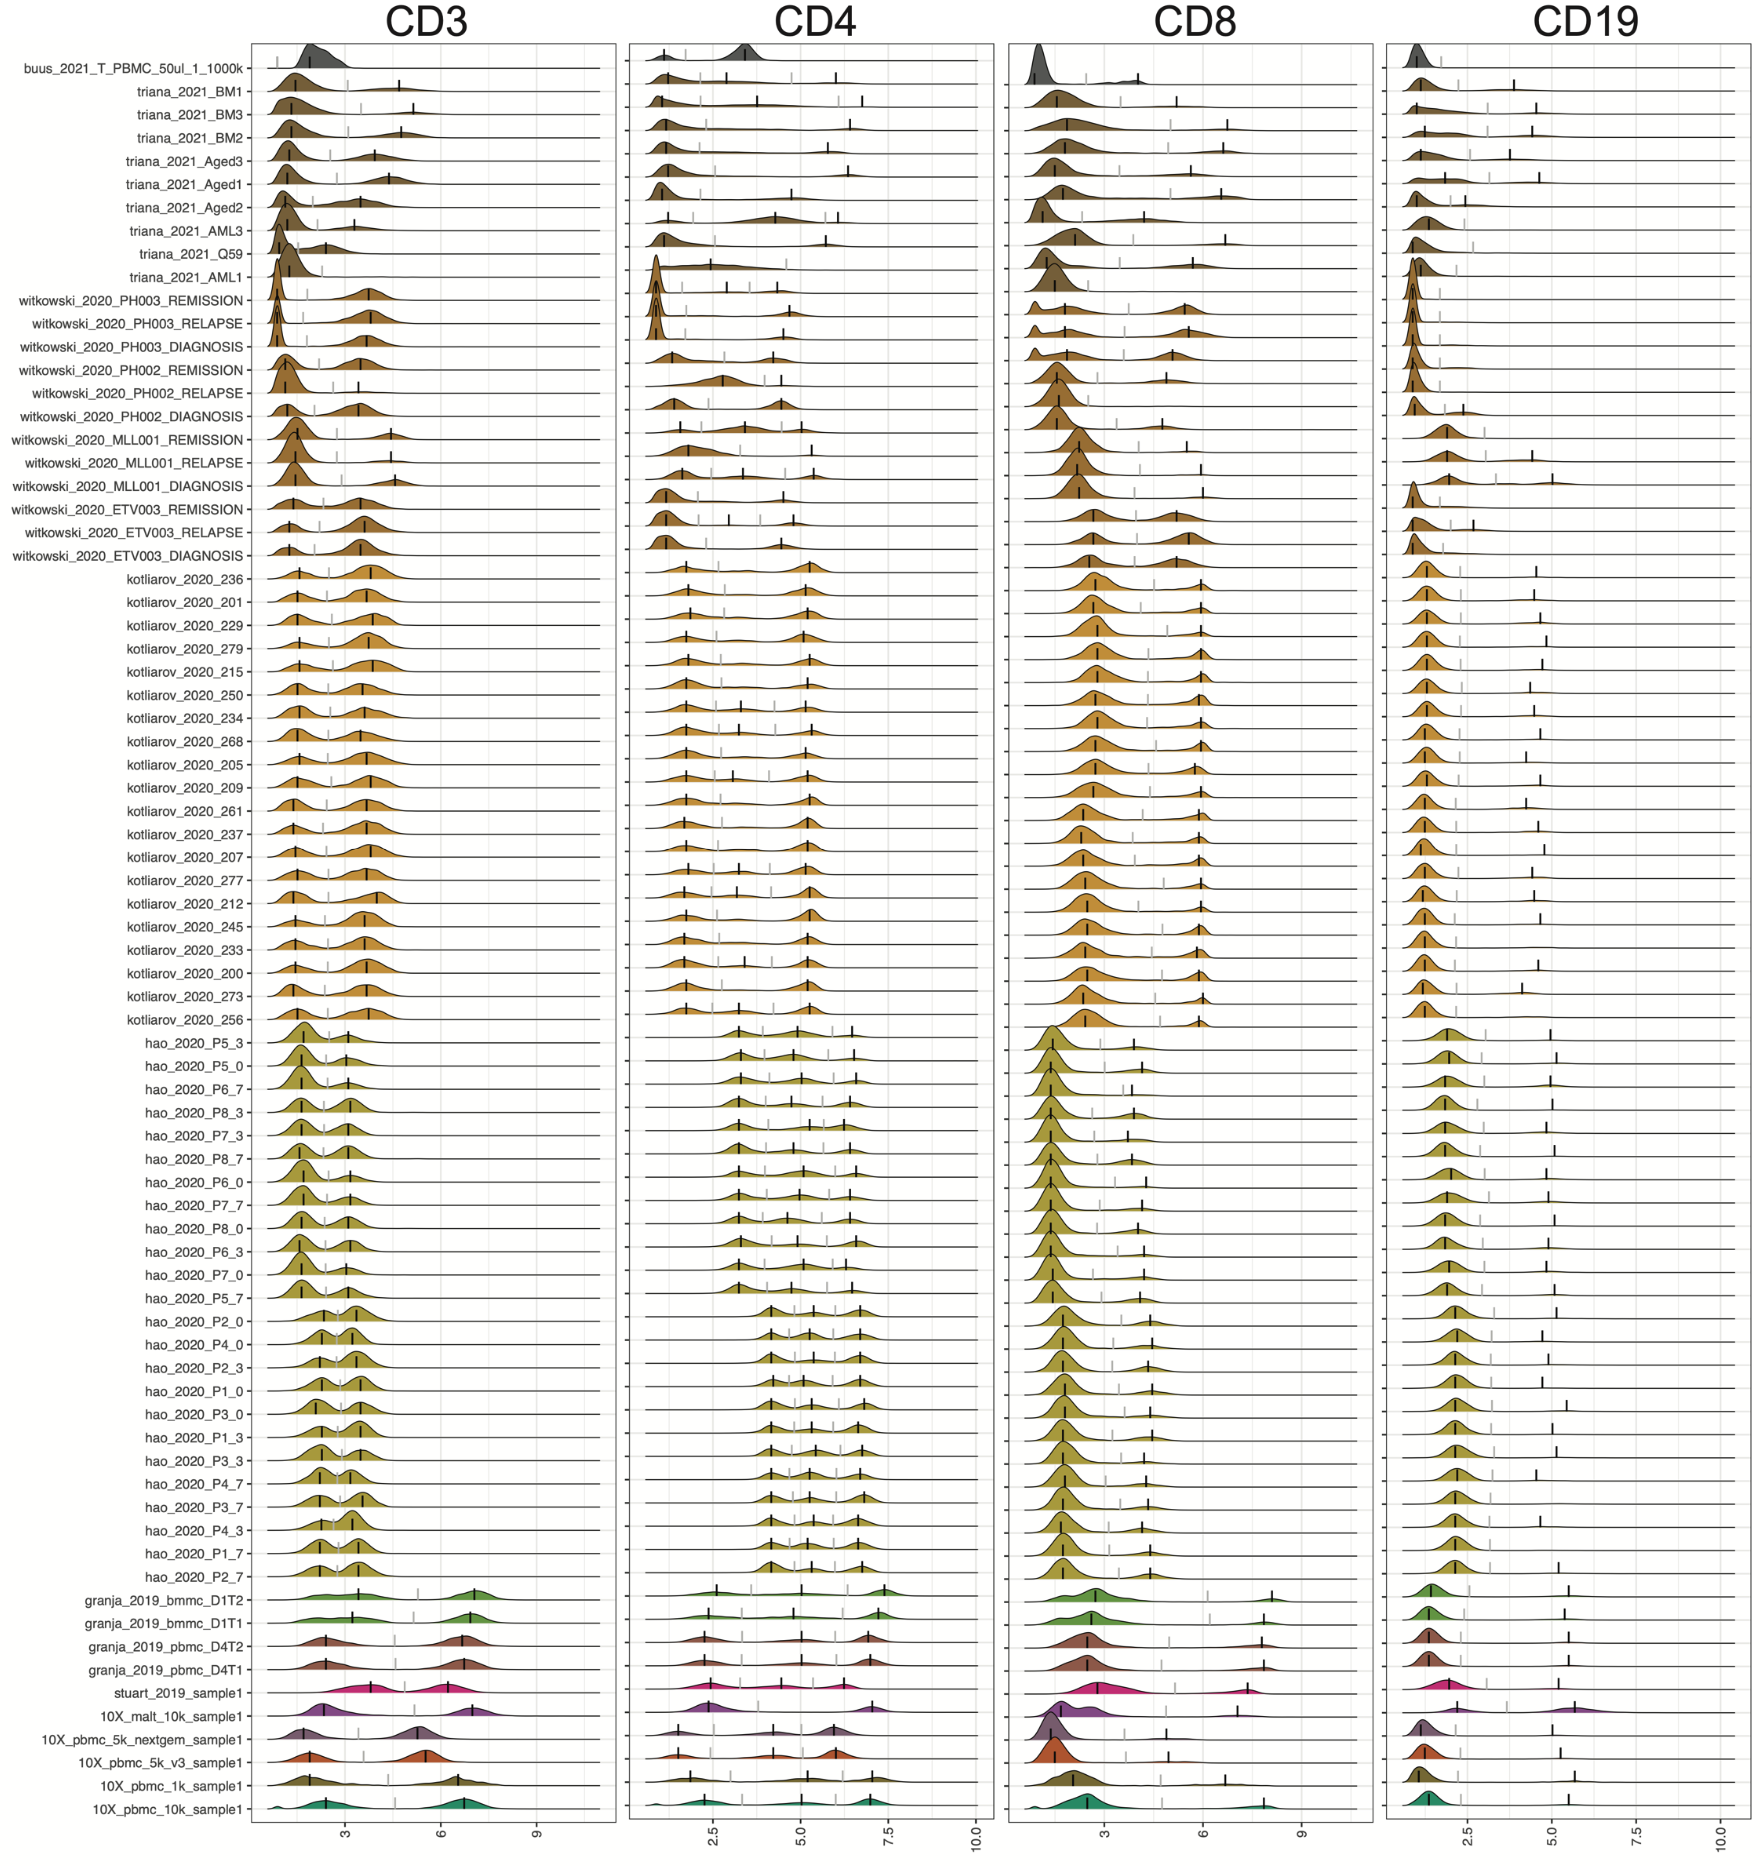 CD3 CD4 CD8 CD19
buus_2021_T_PBMC_50ul_1_1000k
triana_2021_BM1
triana_2021_BM3
triana_2021_BM2
triana_2021_Aged3
triana_2021_Aged1
triana_2021_Aged2
triana_2021_AML3
triana_2021_Q59
triana_2021_AML1
witkowski_2020_PH003_REMISSION
witkowski_2020_PH003_RELAPSE
witkowski_2020_PH003_DIAGNOSIS
witkowski_2020_PH002_REMISSION
witkowski_2020_PH002_RELAPSE
witkowski_2020_PH002_DIAGNOSIS
witkowski_2020_MLL001_REMISSION
witkowski_2020_MLL001_RELAPSE
witkowski_2020_MLL001_DIAGNOSIS
witkowski_2020_ETV003_REMISSION
witkowski_2020_ETV003_RELAPSE
witkowski_2020_ETV003_DIAGNOSIS
kotliarov_2020_236
kotliarov_2020_201
kotliarov_2020_229
kotliarov_2020_279
kotliarov_2020_215
kotliarov_2020_250
kotliarov_2020_234
kotliarov_2020_268
kotliarov_2020_205
kotliarov_2020_209
kotliarov_2020_261
kotliarov_2020_237
kotliarov_2020_207
kotliarov_2020_277
kotliarov_2020_212
kotliarov_2020_245
kotliarov_2020_233
kotliarov_2020_200
kotliarov_2020_273
kotliarov_2020_256
hao_2020_P5_3
hao_2020_P5_0
hao_2020_P6_7
hao_2020_P8_3
hao_2020_P7_3
hao_2020_P8_7
hao_2020_P6_0
hao_2020_P7_7
hao_2020_P8_0
hao_2020_P6_3
hao_2020_P7_0
hao_2020_P5_7
hao_2020_P2_0
hao_2020_P4_0
hao_2020_P2_3
hao_2020_P1_0
hao_2020_P3_0
hao_2020_P1_3
hao_2020_P3_3
hao_2020_P4_7
hao_2020_P3_7
hao_2020_P4_3
hao_2020_P1_7
hao_2020_P2_7
granja_2019_bmmc_D1T2
granja_2019_bmmc_D1T1
granja_2019_pbmc_D4T2
granja_2019_pbmc_D4T1
stuart_2019_sample1
10X_malt_10k_sample1
10X_pbmc_5k_nextgem_sample1
10X_pbmc_5k_v3_sample1
10X_pbmc_1k_sample1
10X_pbmc_10k_sample1
3 6 9 2.5 5.0 7.5 10.0 3 6 9 2.5 5.0 7.5 10.0